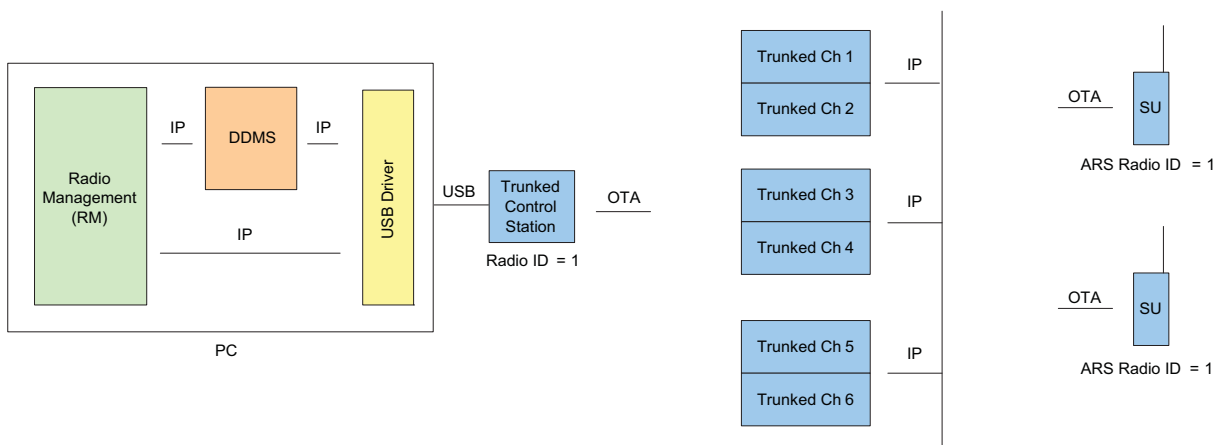 Radio
Management
(RM)
IP
DDMS
IP
IP
USB Driver
PC
USB
Trunked
Control
Station
Radio ID = 1
OTA
Trunked Ch 1
Trunked Ch 2
IP
Trunked Ch 3
Trunked Ch 4
IP
Trunked Ch 5
Trunked Ch 6
IP
OTA
SU
ARS Radio ID = 1
OTA
SU
ARS Radio ID = 1